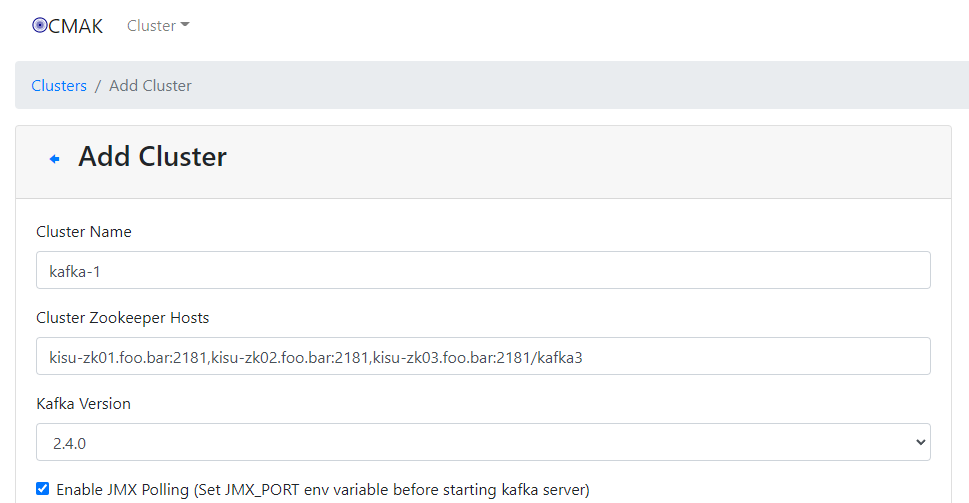 CMAK Cluster
Clusters / Add Cluster
Add Cluster
Cluster Name
kafka-1
Cluster Zookeeper Hosts
kisu-zk01.foo.bar:2181,kisu-zk02.foo.bar:2181,kisu-zk03.foo.bar:2181/kafka3
Kafka Version
2.4.0
Enable JMX Polling (Set JMX_PORT env variable before starting kafka server)